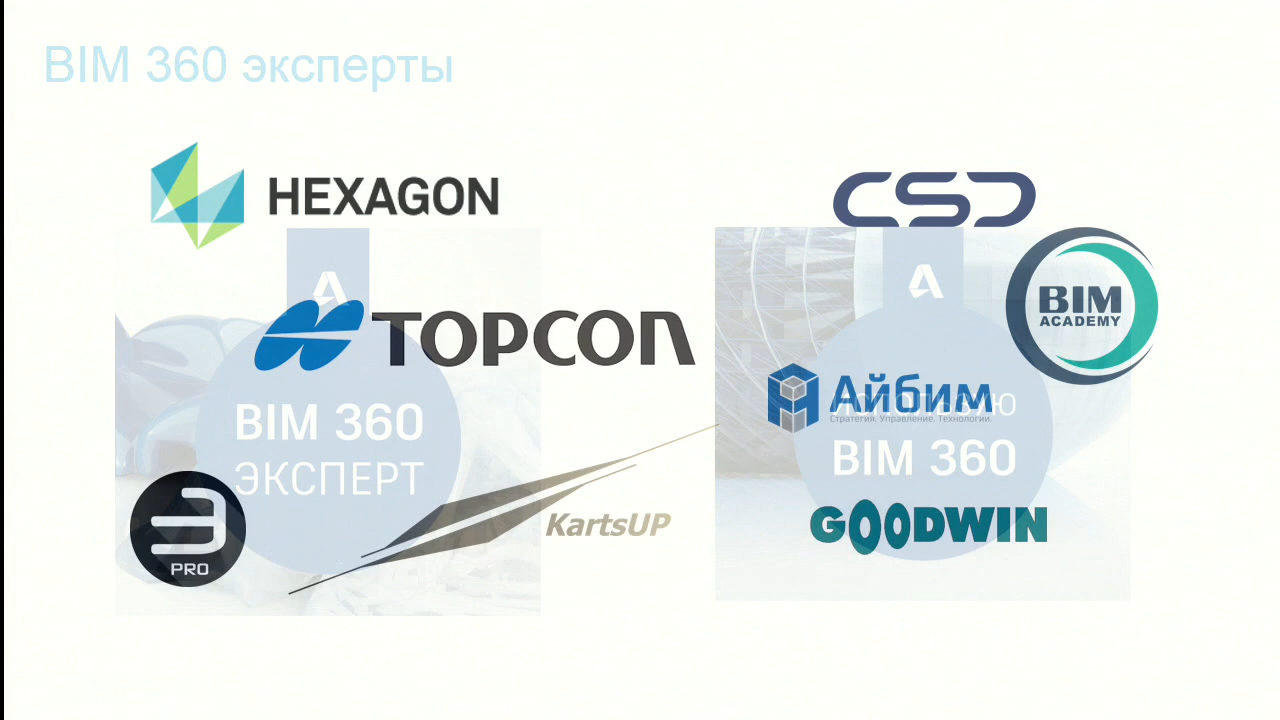 BIM 360 эксперты
HEXAGON
CSD
BIM
ACADEMY
TOPCON
Айбим
Стратегия. Управление. Технологии.
использую
BIM 360
ЭКСПЕРТ
BIM 360
KartsUP
GOODWIN
PRO